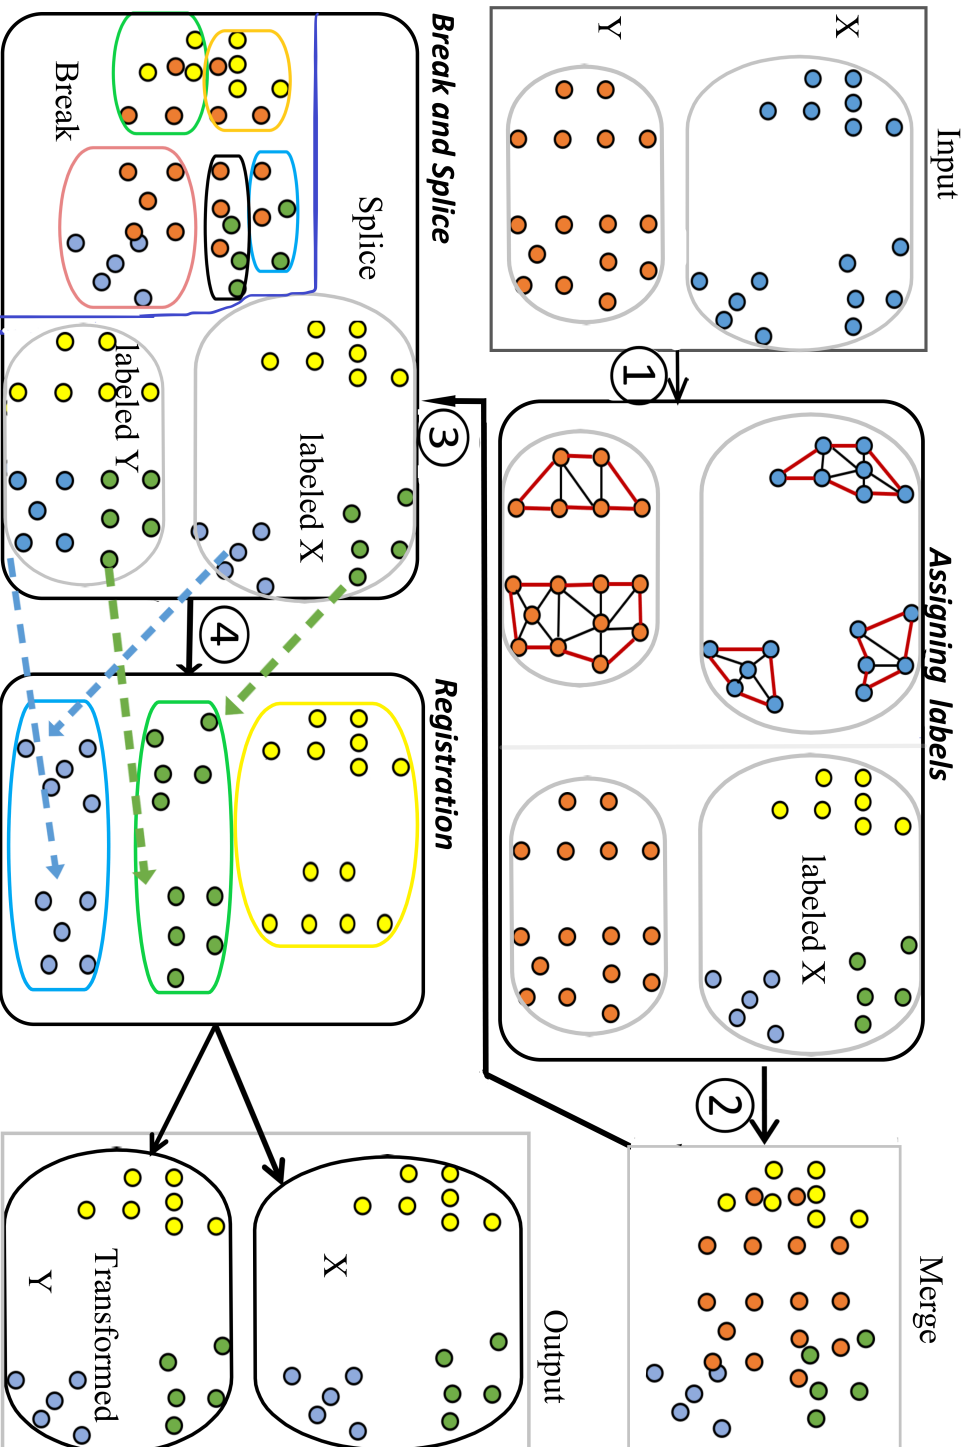 Input
X
Y
1
Assigning labels
labeled X
2
Merge
Break and Splice
Splice
Break
labeled X
labeled Y
3
4
Registration
Output
X
Transformed
Y